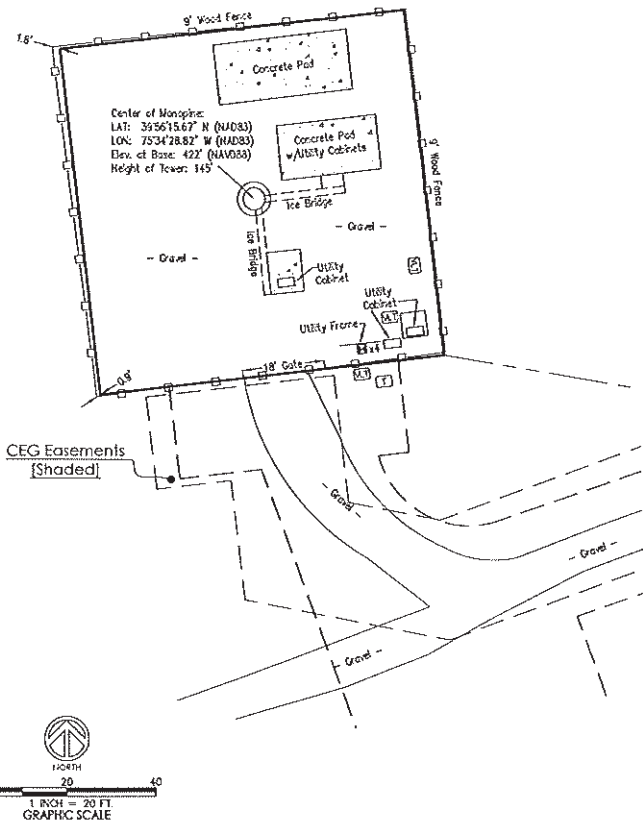 9' Wood Fence
1.6'
Concrete Pad
Center of Monopine:
LAT: 39°56'15.67" N (NAD83)
LON: 75°34'28.82" W (NAD83)
Elev. at Base: 422' (NAVD88)
Height of Tower: 145'
Concrete Pad
w/Utility Cabinets
9' Wood Fence
Ice Bridge
Ice Bridge
- Gravel -
- Gravel -
Utility
Cabinet
Utility
Cabinet
Utility Frame
x4
18' Gate
0.9'
T
CEG Easements
[Shaded]
- Gravel -
- Gravel -
- Gravel -
NORTH
20
40
1 INCH = 20 FT.
GRAPHIC SCALE